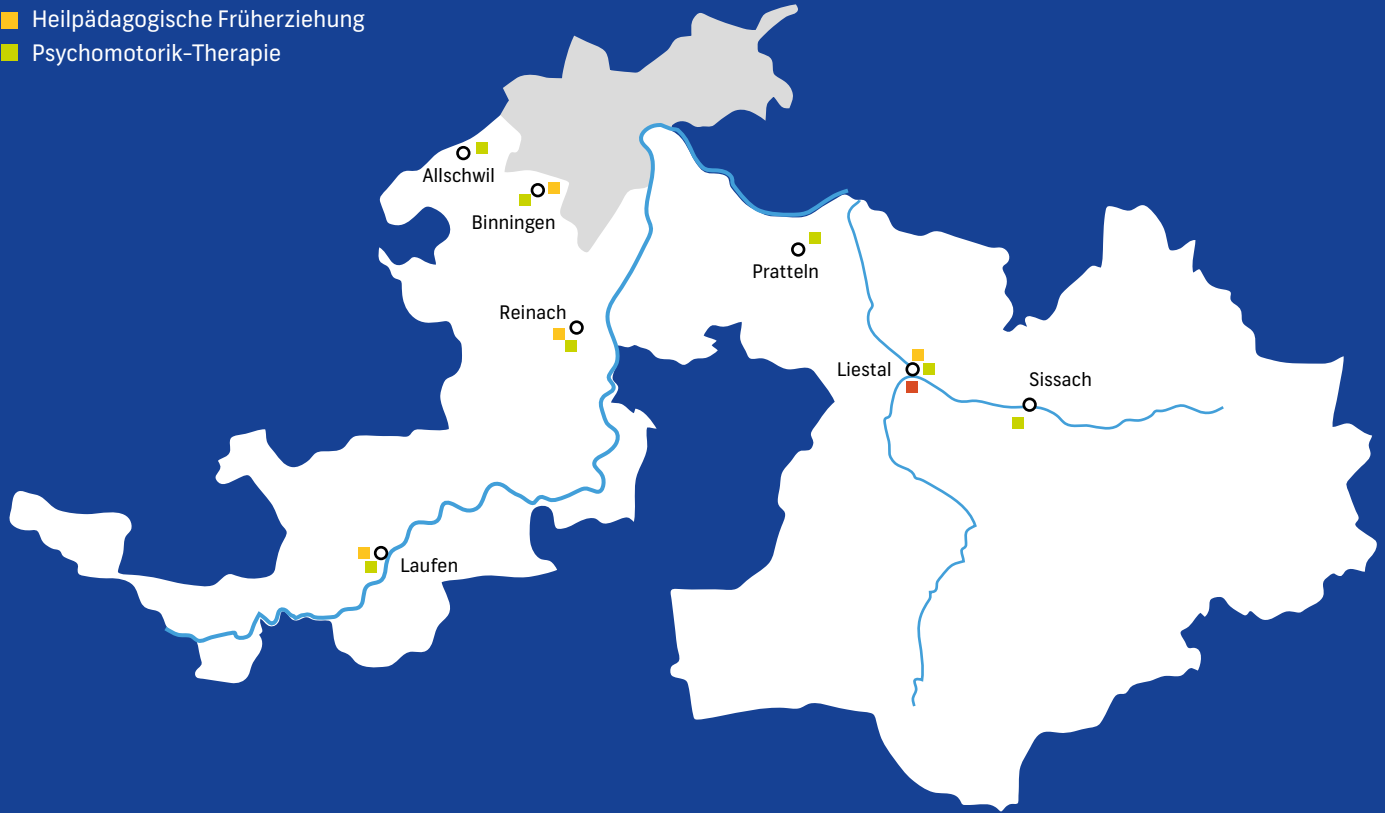 Heilpädagogische Früherziehung
Psychomotorik-Therapie
Allschwil
Binningen
Pratteln
Reinach
Liestal
Sissach
Laufen